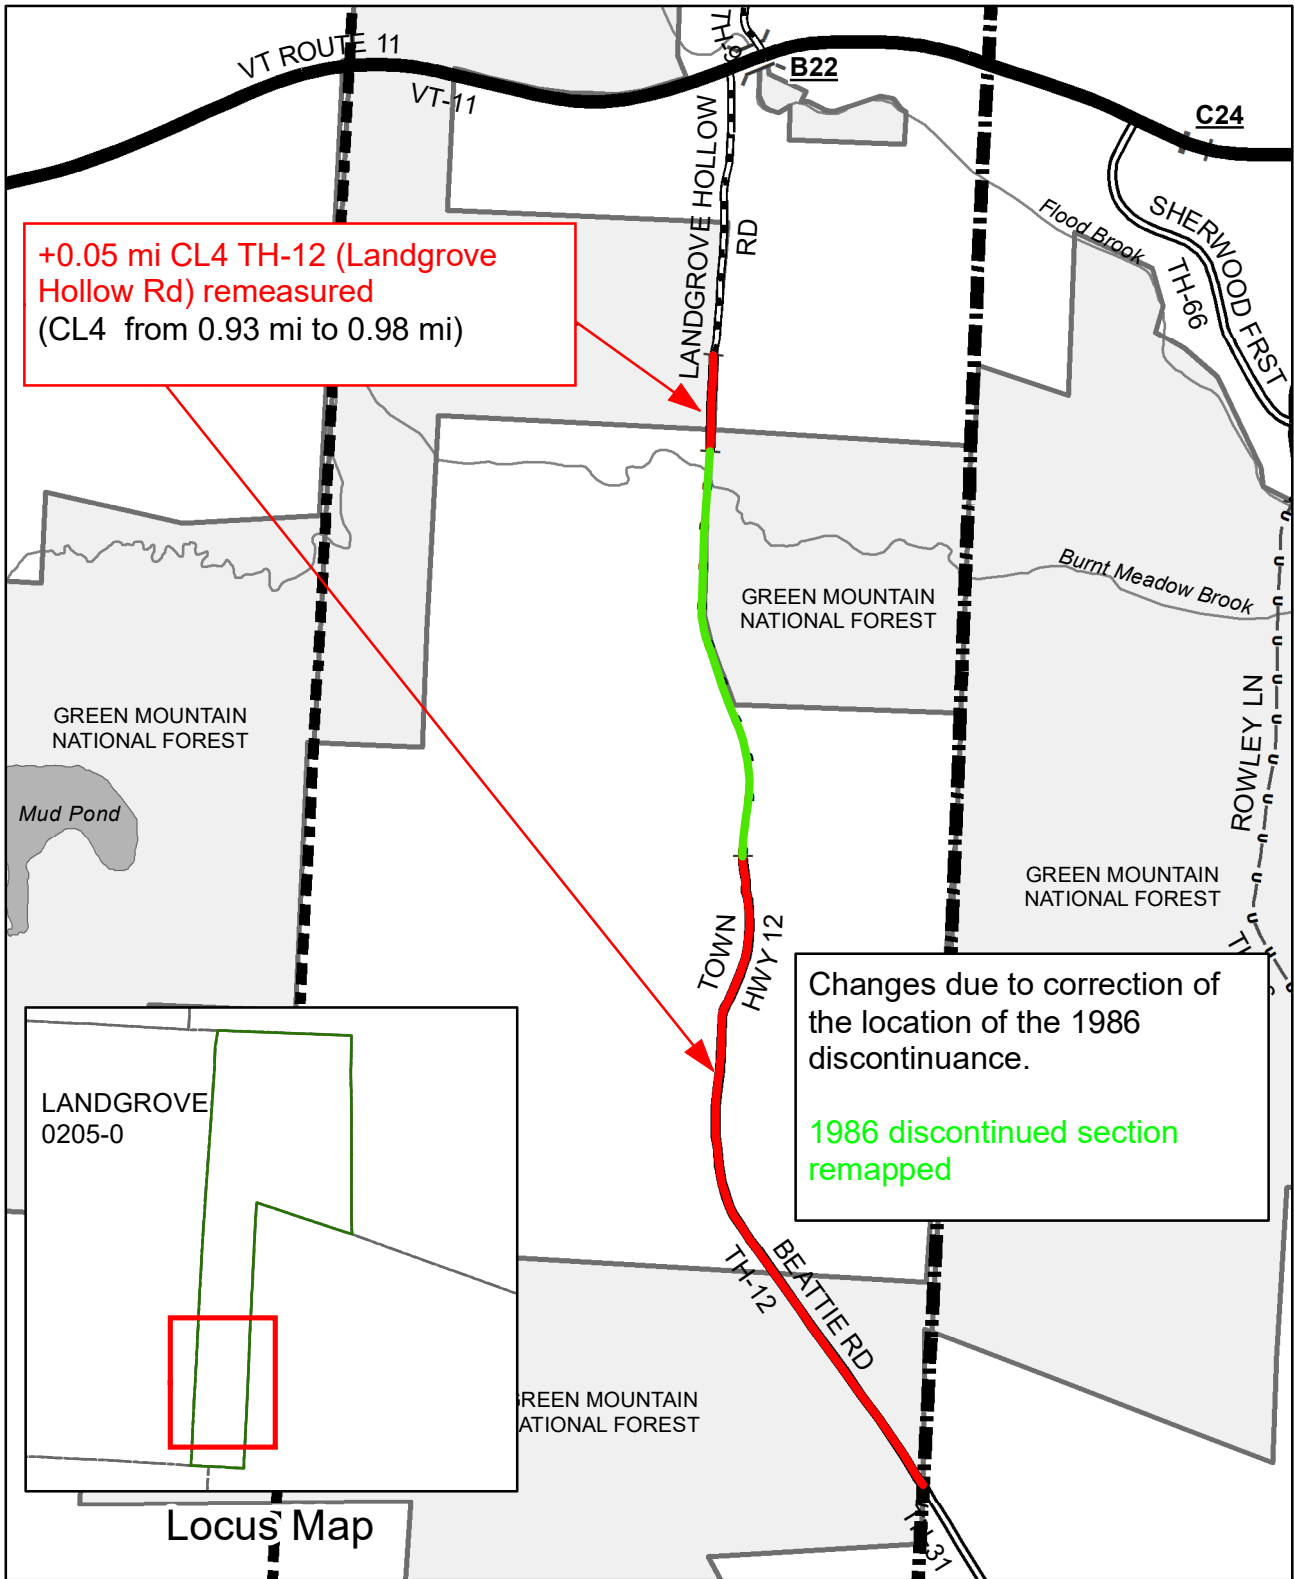 VT ROUTE 11
VT-11
TH-9
B22
C24
LANDGROVE HOLLOW
RD
Flood Brook
SHERWOOD FRST
TH-66
+0.05 mi CL4 TH-12 (Landgrove
Hollow Rd) remeasured
(CL4 from 0.93 mi to 0.98 mi)
Burnt Meadow Brook
GREEN MOUNTAIN
NATIONAL FOREST
GREEN MOUNTAIN
NATIONAL FOREST
ROWLEY LN
Mud Pond
GREEN MOUNTAIN
NATIONAL FOREST
TOWN
HWY 12
Changes due to correction of
the location of the 1986
discontinuance.
1986 discontinued section
remapped
LANDGROVE
0205-0
BEATTIE RD
TH-12
GREEN MOUNTAIN
NATIONAL FOREST
Locus Map